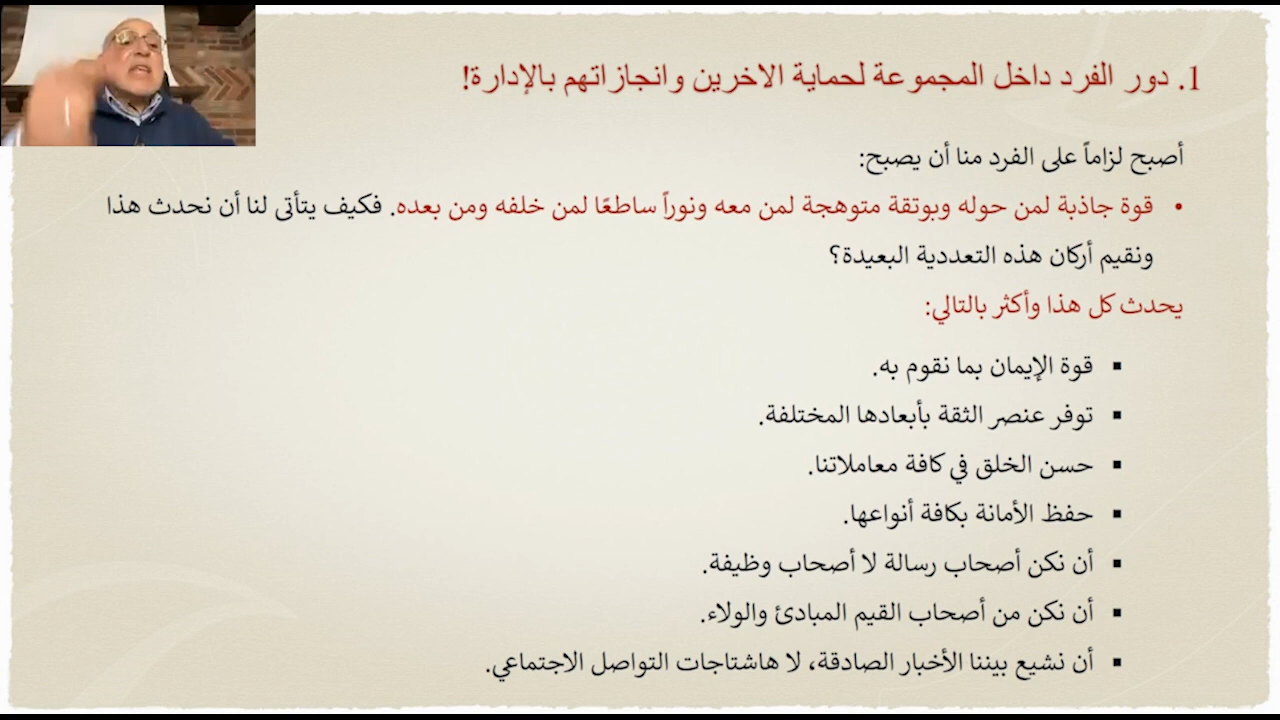 1. دور الفرد داخل المجموعة لحماية الاخرين وانجازاتهم بالإدارة!
أصبح لزاماً على الفرد منا أن يصبح:
• قوة جاذبة لمن حوله وبوتقة متوهجة لمن معه ونوراً ساطعًا لمن خلفه ومن بعده. فكيف يتأتى لنا أن نحدث هذا
ونقيم أركان هذه التعددية البعيدة؟
يحدث كل هذا وأكثر بالتالي:
▪ قوة الإيمان بما نقوم به.
▪ توفر عنصر الثقة بأبعادها المختلفة.
▪ حسن الخلق في كافة معاملاتنا.
▪ حفظ الأمانة بكافة أنواعها.
▪ أن نكن أصحاب رسالة لا أصحاب وظيفة.
▪ أن نكن من أصحاب القيم المبادئ والولاء.
▪ أن نشيع بيننا الأخبار الصادقة، لا هاشتاجات التواصل الاجتماعي.